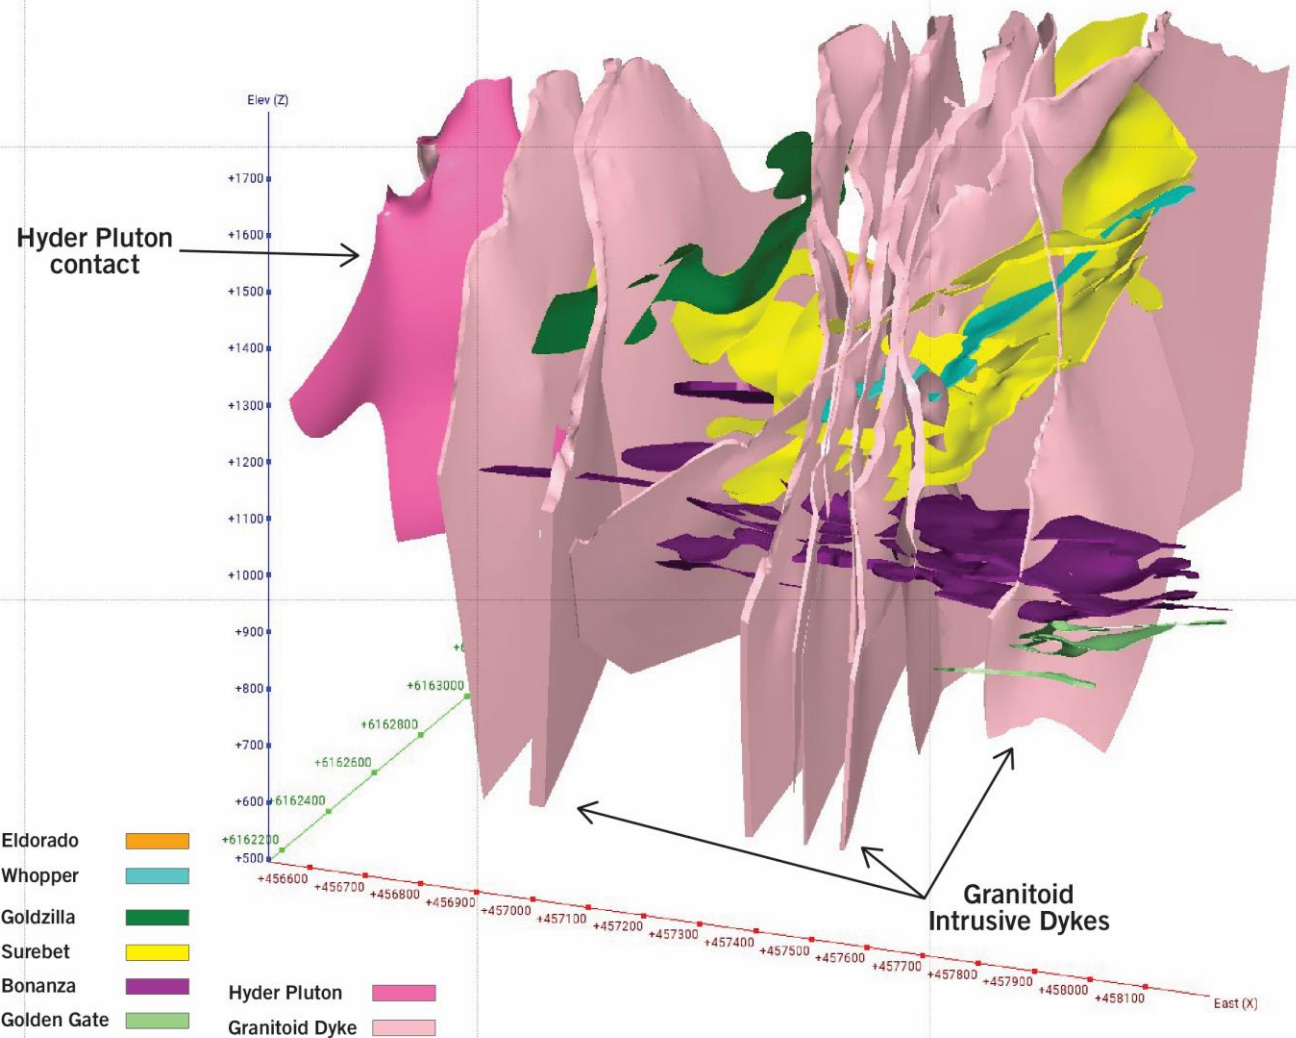 Elev (Z)
+1700
+1600
+1500
+1400
+1300
+1200
+1100
+1000
+900
+800
+700
+600
+500
Hyder Pluton
contact
+6
+6163000
+6162800
+6162600
+6162400
+6162200
+456600
+456700
+456800
+456900
+457000
+457100
+457200
+457300
+457400
+457500
+457600
+457700
+457800
+457900
+458000
+458100
East (X)
Granitoid
Intrusive Dykes
Eldorado
Whopper
Goldzilla
Surebet
Bonanza
Golden Gate
Hyder Pluton
Granitoid Dyke